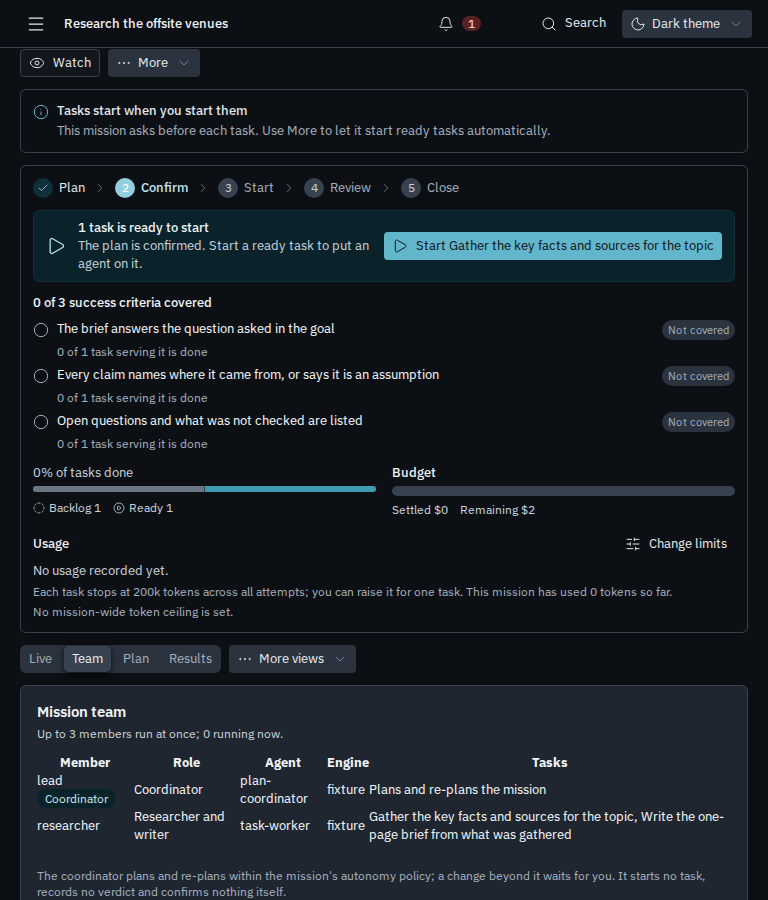 Research the offsite venues
1
Search
Dark theme
Watch
More
Tasks start when you start them
This mission asks before each task. Use More to let it start ready tasks automatically.
Plan
2 Confirm
3 Start
4 Review
5 Close
1 task is ready to start
The plan is confirmed. Start a ready task to put an
agent on it.
Start Gather the key facts and sources for the topic
0 of 3 success criteria covered
The brief answers the question asked in the goal
Not covered
0 of 1 task serving it is done
Every claim names where it came from, or says it is an assumption
Not covered
0 of 1 task serving it is done
Open questions and what was not checked are listed
Not covered
0 of 1 task serving it is done
0% of tasks done
Backlog 1
Ready 1
Budget
Settled $0
Remaining $2
Usage
Change limits
No usage recorded yet.
Each task stops at 200k tokens across all attempts; you can raise it for one task. This mission has used 0 tokens so far.
No mission-wide token ceiling is set.
Live
Team
Plan
Results
More views
Mission team
Up to 3 members run at once; 0 running now.
Member Role Agent Engine Tasks
lead
Coordinator
Coordinator
plan-
coordinator
fixture
Plans and re-plans the mission
researcher
Researcher and
writer
task-worker
fixture
Gather the key facts and sources for the topic, Write the one-
page brief from what was gathered
The coordinator plans and re-plans within the mission's autonomy policy; a change beyond it waits for you. It starts no task,
records no verdict and confirms nothing itself.